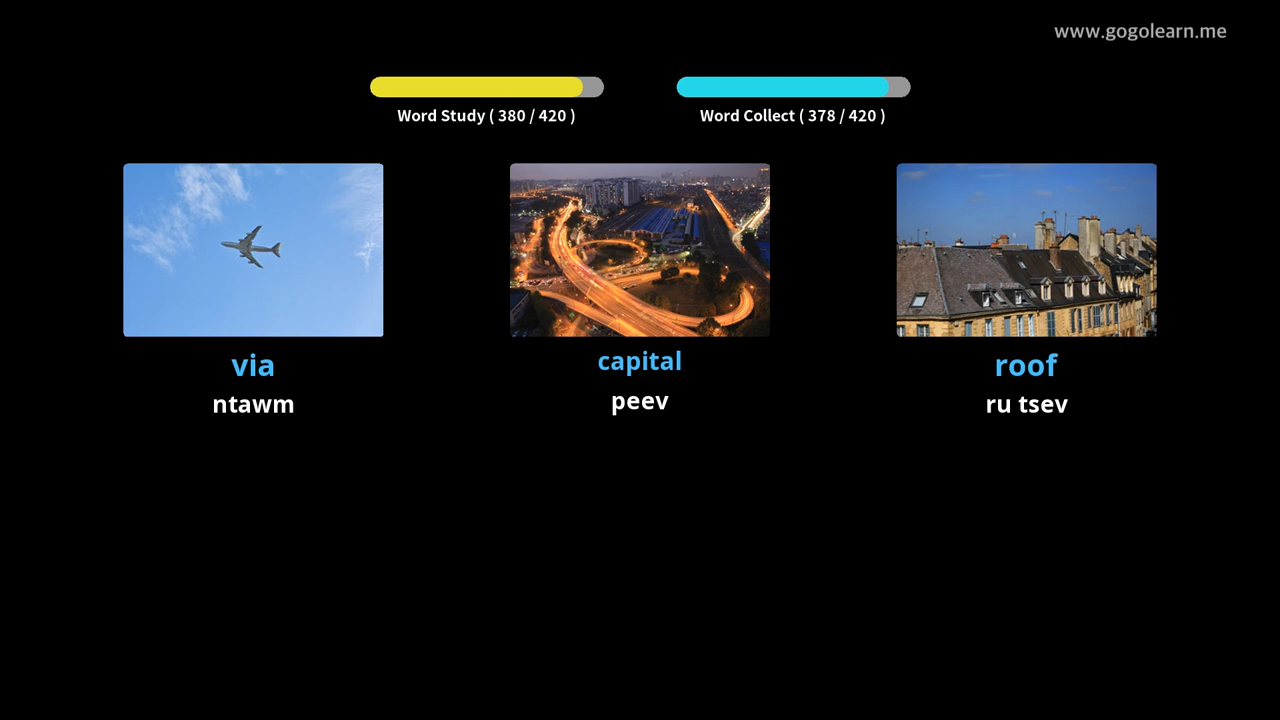 www.gogolearn.me
Word Study ( 380 / 420 )
Word Collect ( 378 / 420 )
via
ntawm
capital
peev
roof
ru tsev